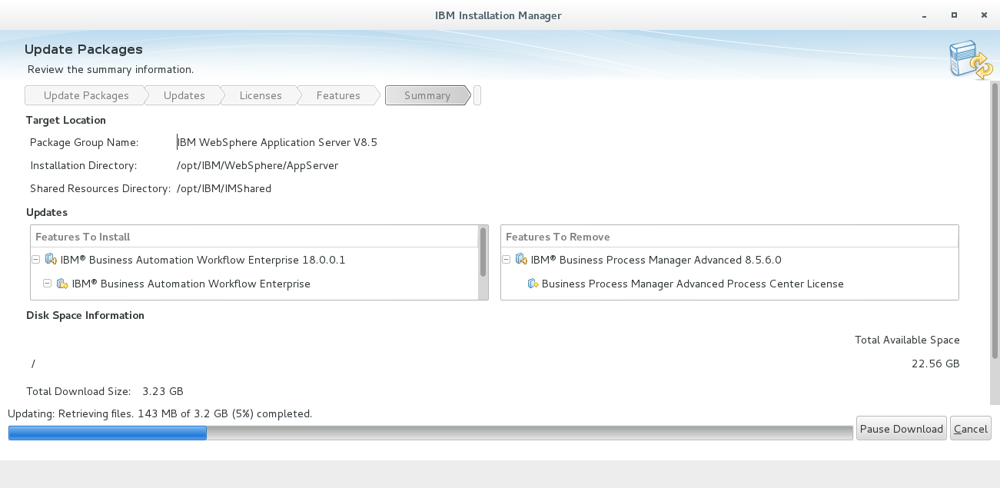 IBM Installation Manager
Update Packages
Review the summary information.
Update Packages Updates Licenses Features Summary
Target Location
Package Group Name: IBM WebSphere Application Server V8.5
Installation Directory: /opt/IBM/WebSphere/AppServer
Shared Resources Directory: /opt/IBM/IMShared
Updates
Features To Install Features To Remove
IBM® Business Automation Workflow Enterprise 18.0.0.1 IBM® Business Process Manager Advanced 8.5.6.0
IBM® Business Automation Workflow Enterprise Business Process Manager Advanced Process Center License
Disk Space Information
Total Available Space
/ 22.56 GB
Total Download Size: 3.23 GB
Updating: Retrieving files. 143 MB of 3.2 GB (5%) completed.
Pause Download Cancel